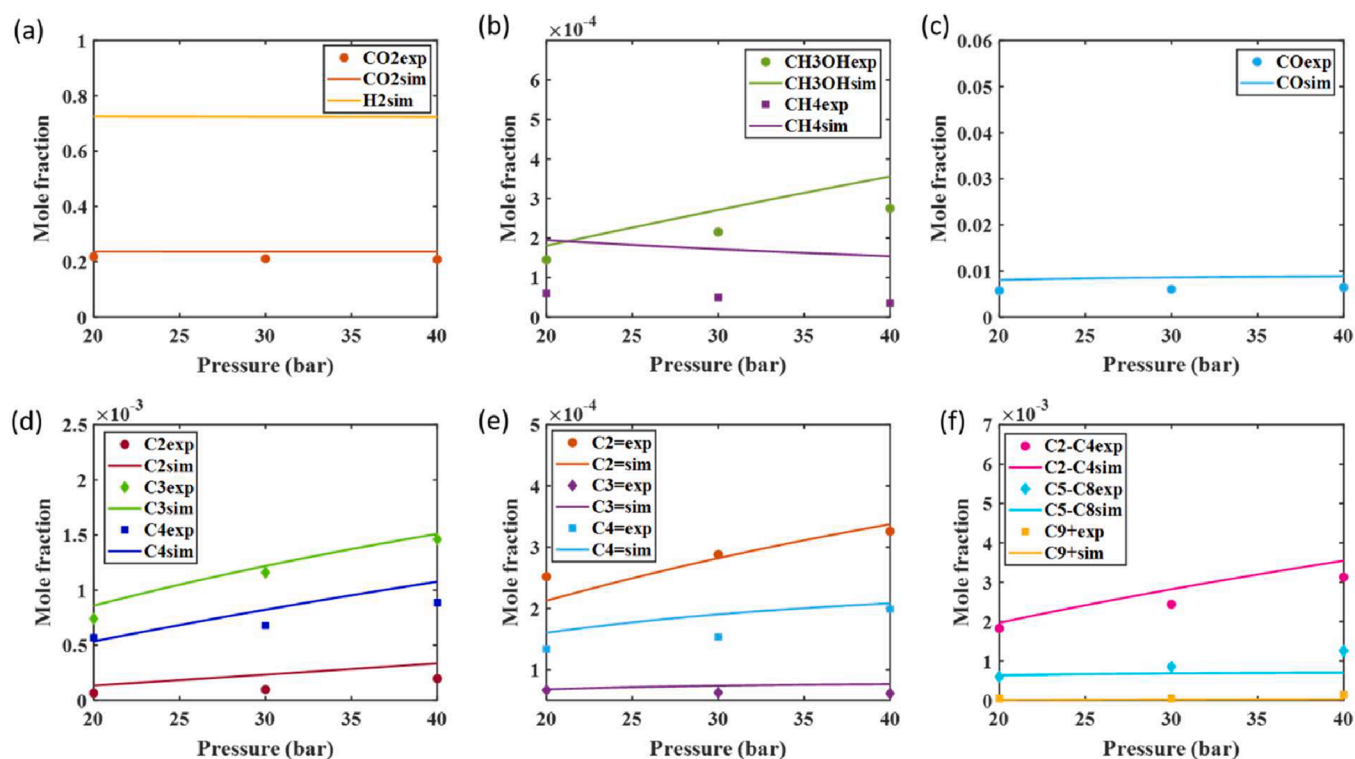 (a)
1
0.8
0.6
0.4
0.2
0
Mole fraction
CO2exp
CO2sim
H2sim
20 25 30 35 40
Pressure (bar)
(b)
×10⁻⁴
6
4
3
2
1
0
Mole fraction
CH3OHexp
CH3OHsim
CH4exp
CH4sim
20 25 30 35 40
Pressure (bar)
(c)
0.06
0.05
0.04
0.03
0.02
0.01
0
Mole fraction
COexp
COsim
20 25 30 35 40
Pressure (bar)
(d)
×10⁻³
2.5
2
1.5
1
0.5
0
Mole fraction
C2exp
C2sim
C3exp
C3sim
C4exp
C4sim
20 25 30 35 40
Pressure (bar)
(e)
×10⁻⁴
5
4
3
2
1
0
Mole fraction
C2=exp
C2=sim
C3=exp
C3=sim
C4=exp
C4=sim
20 25 30 35 40
Pressure (bar)
(f)
×10⁻³
7
6
5
4
3
2
1
0
Mole fraction
C2-C4exp
C2-C4sim
C5-C8exp
C5-C8sim
C9+exp
C9+sim
20 25 30 35 40
Pressure (bar)